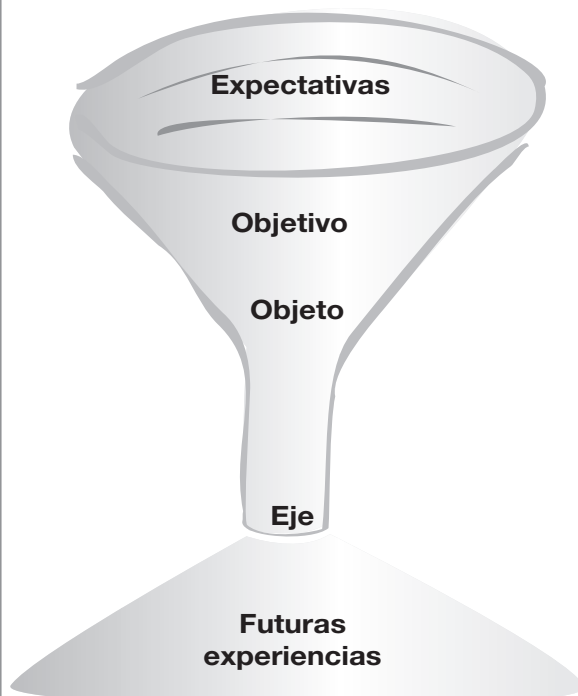 Expectativas
Objetivo
Objeto
Eje
Futuras
experiencias